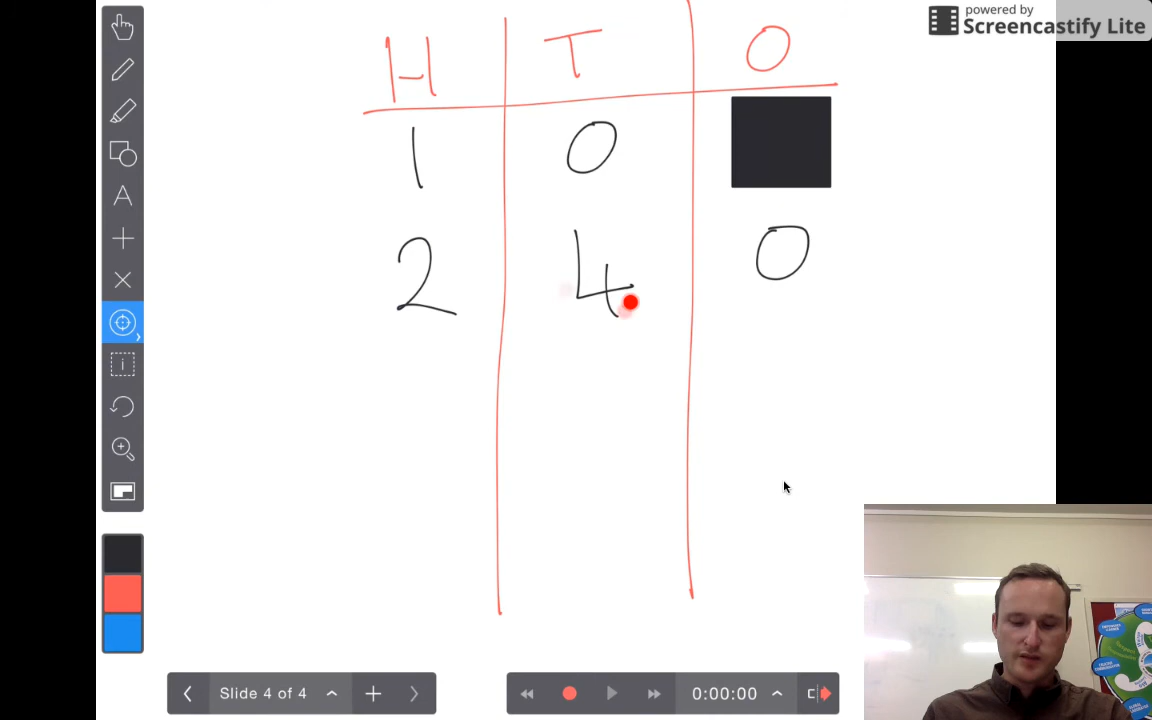 powered by
Screencastify Lite
H T O
1 0
2 4 0
A
i
Slide 4 of 4
0:00:00